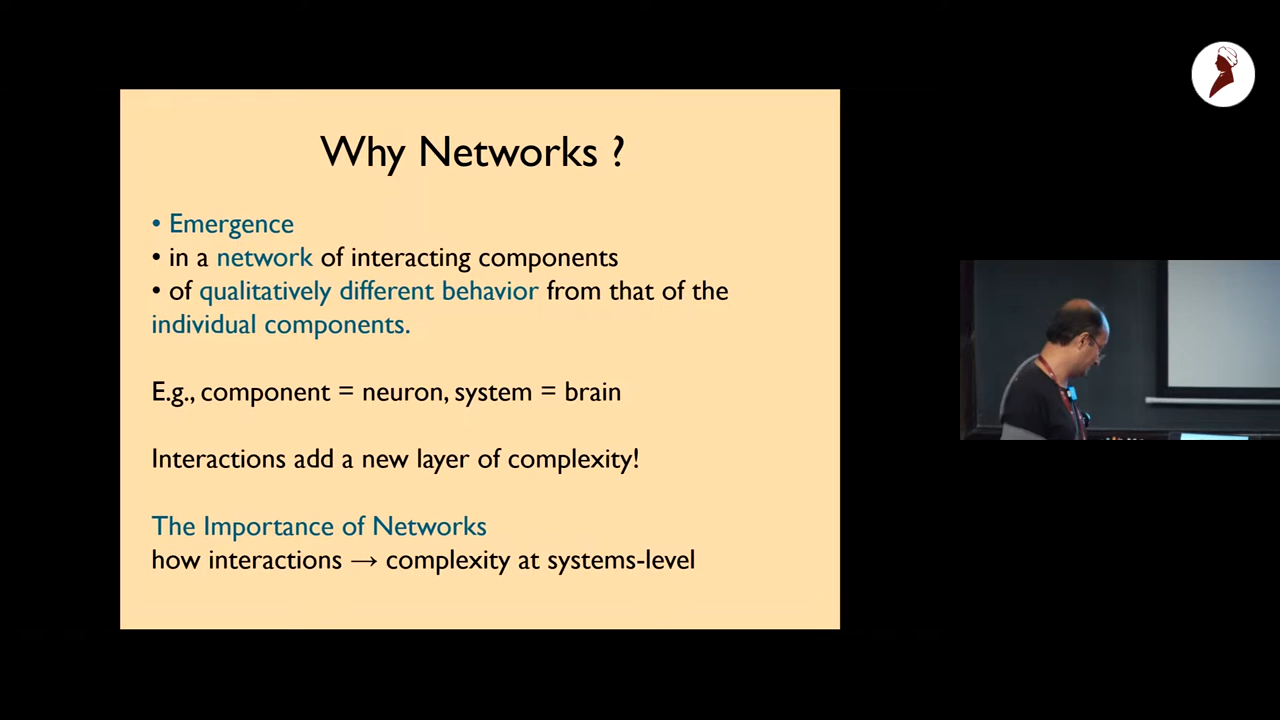 Why Networks ?
• Emergence
• in a network of interacting components
• of qualitatively different behavior from that of the
individual components.
E.g., component = neuron, system = brain
Interactions add a new layer of complexity!
The Importance of Networks
how interactions → complexity at systems-level